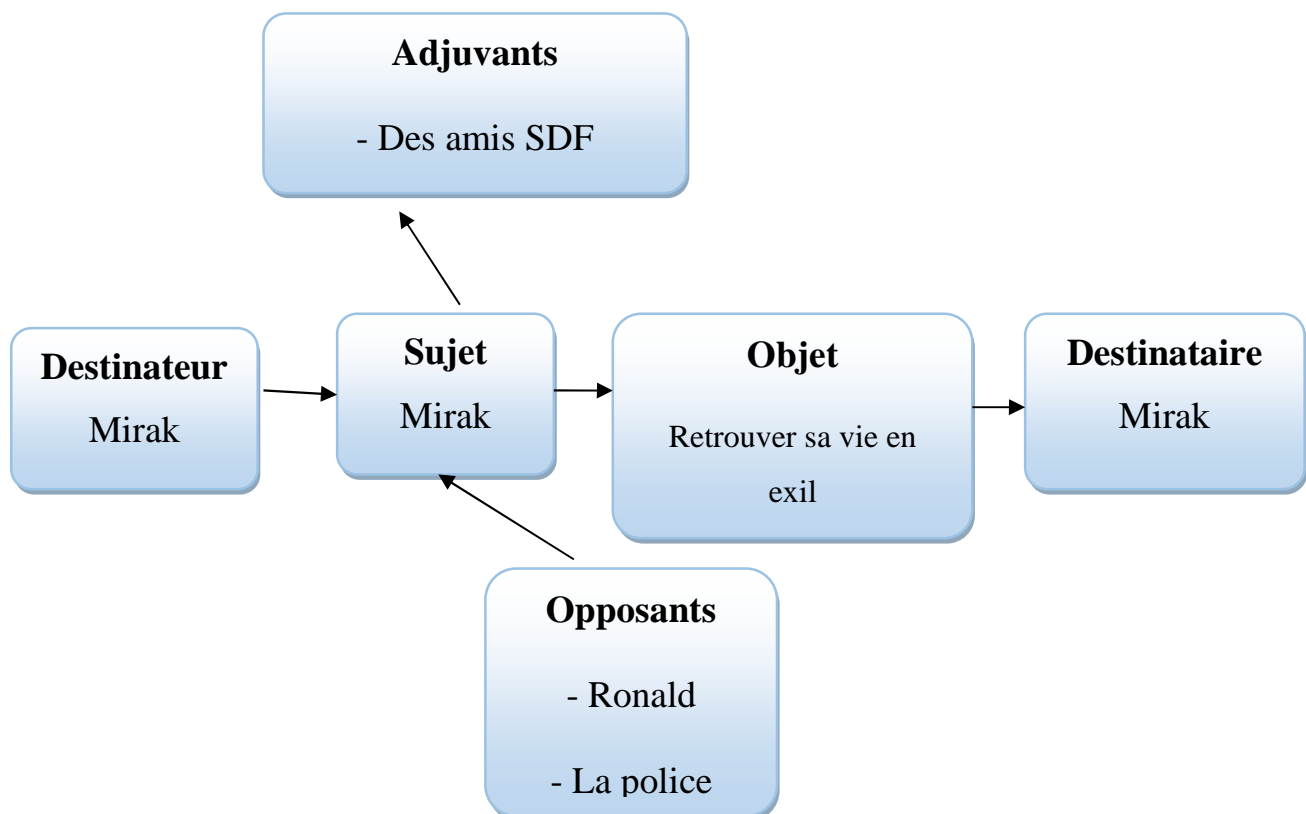 Adjuvants
- Des amis SDF
Destinateur
Mirak
Sujet
Mirak
Objet
Retrouver sa vie en
exil
Destinataire
Mirak
Opposants
- Ronald
- La police